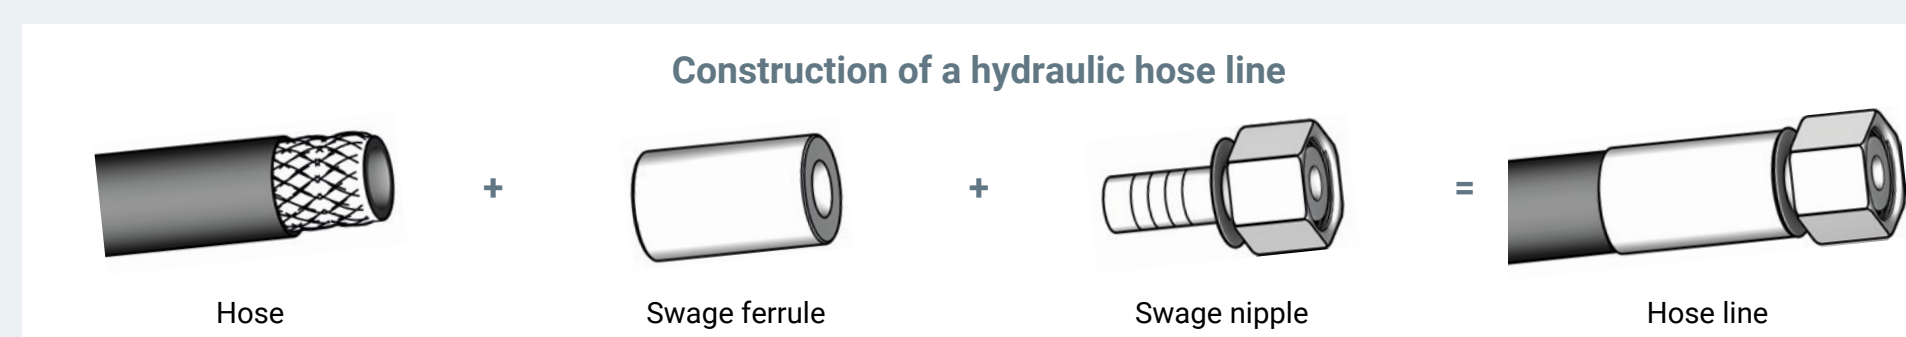 Construction of a hydraulic hose line
+
+
=
Hose
Swage ferrule
Swage nipple
Hose line